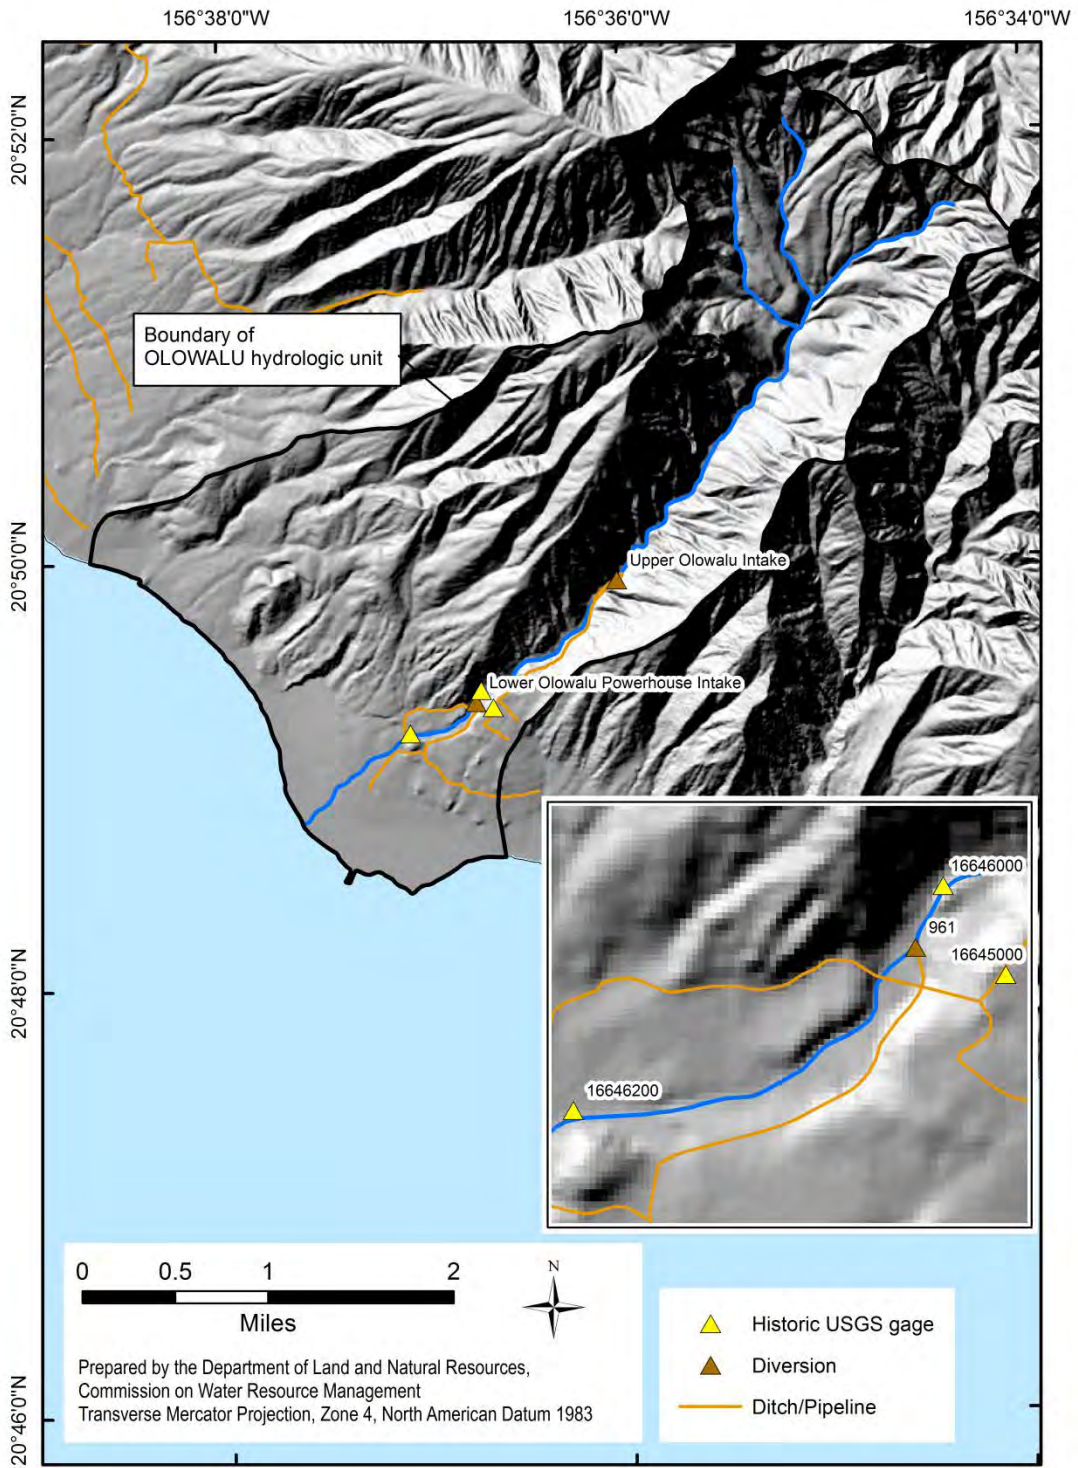 156°38'0"W
156°36'0"W
156°34'0"W
20°52'0"N
Boundary of
OLOWALU hydrologic unit
20°50'0"N
Upper Olowalu Intake
Lower Olowalu Powerhouse Intake
16646000
961
16645000
20°48'0"N
16646200
0
0.5
1
2
Miles
N
Historic USGS gage
Diversion
Ditch/Pipeline
Prepared by the Department of Land and Natural Resources,
Commission on Water Resource Management
Transverse Mercator Projection, Zone 4, North American Datum 1983
20°46'0"N